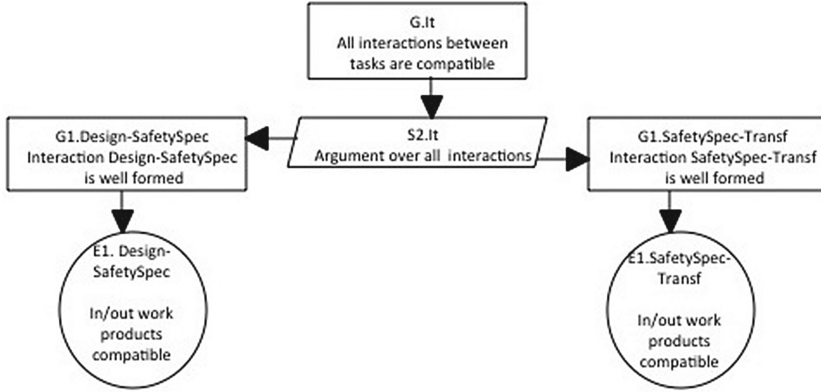 G.It
All interactions between
tasks are compatible
G1.Design-SafetySpec
Interaction Design-SafetySpec
is well formed
S2.It
Argument over all interactions
G1.SafetySpec-Transf
Interaction SafetySpec-Transf
is well formed
E1. Design-
SafetySpec
In/out work
products
compatible
E1.SafetySpec-
Transf
In/out work
products
compatible